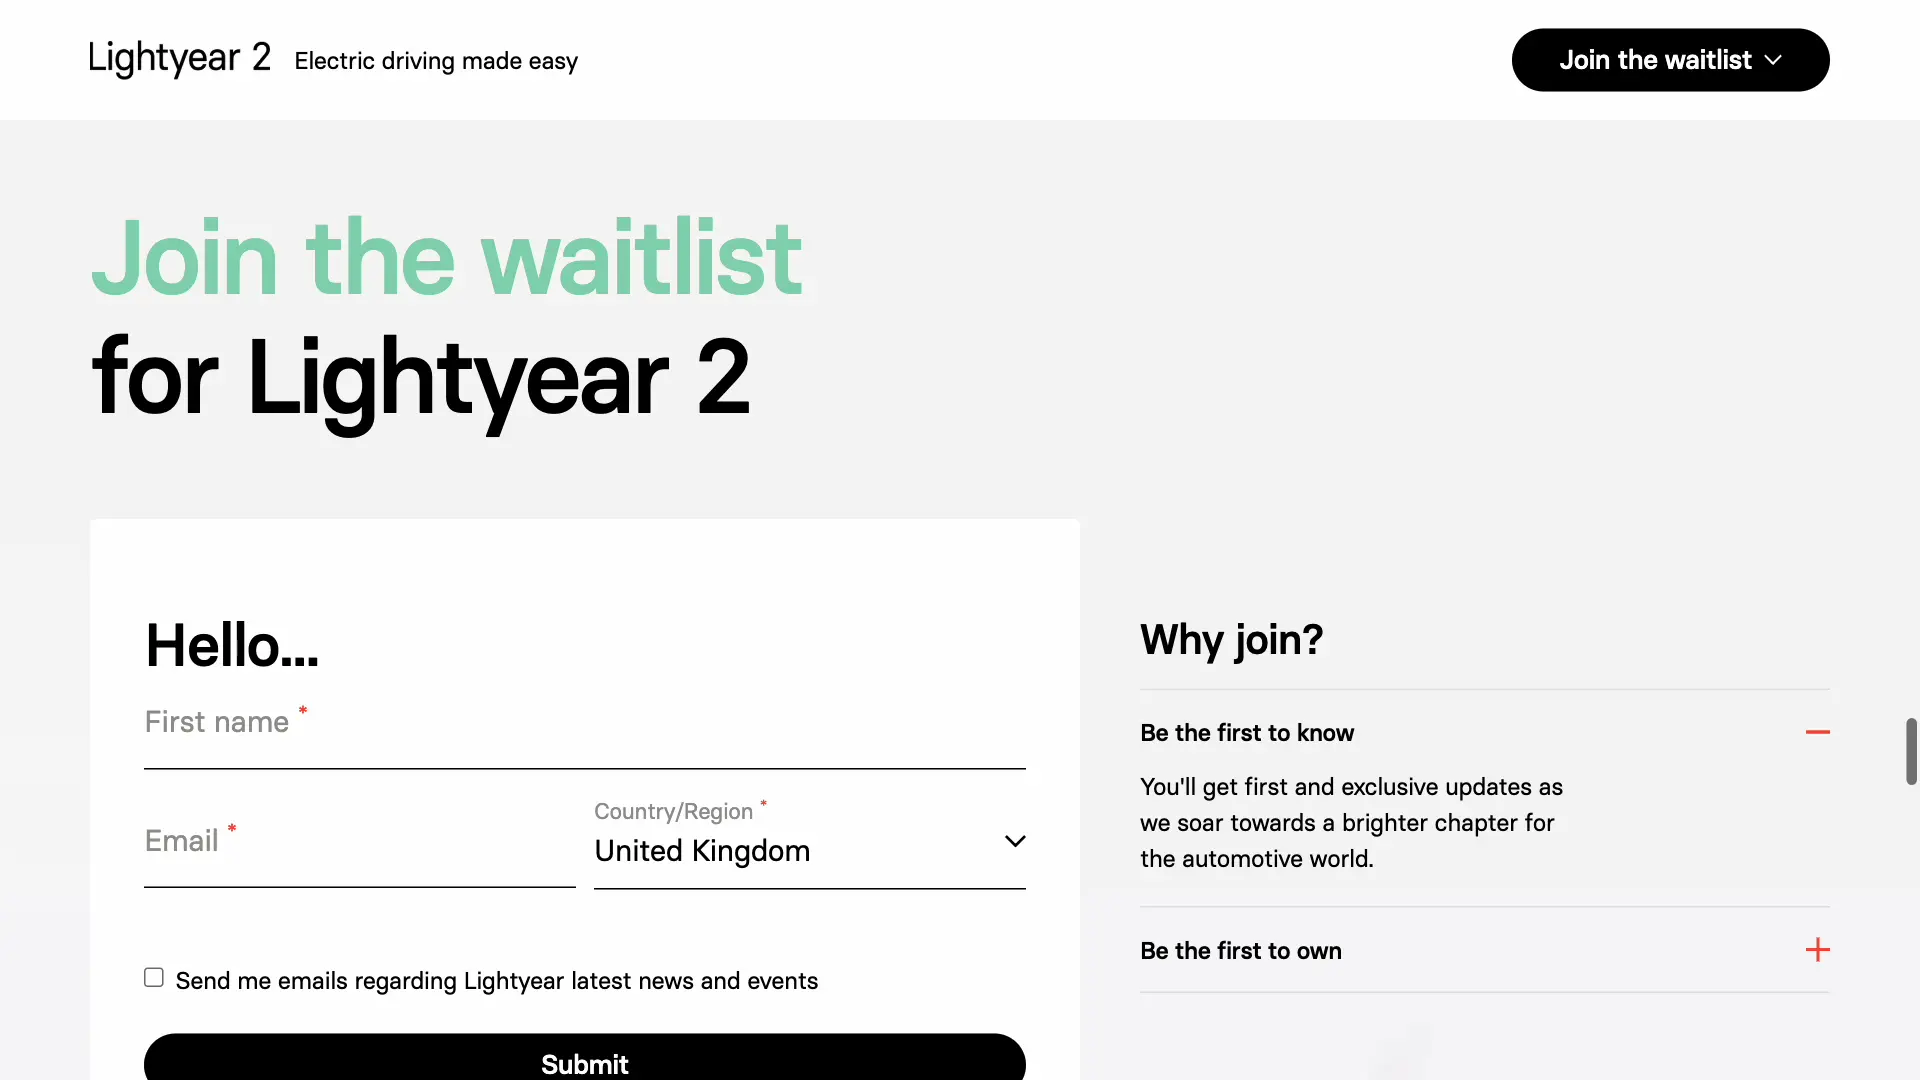 Lightyear 2 Electric driving made easy
Join the waitlist
Join the waitlist
for Lightyear 2
Hello...
First name *
Email *
Country/Region *
United Kingdom
Send me emails regarding Lightyear latest news and events
Submit
Why join?
Be the first to know
You'll get first and exclusive updates as
we soar towards a brighter chapter for
the automotive world.
Be the first to own